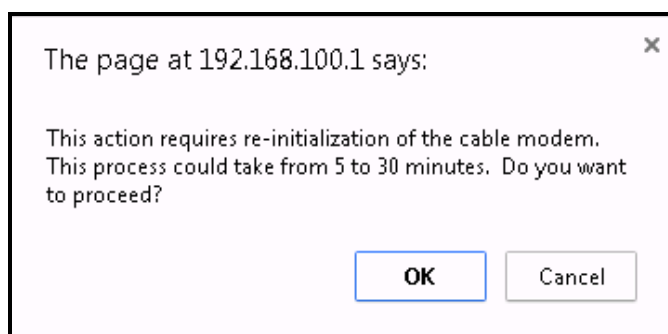 The page at 192.168.100.1 says:
This action requires re-initialization of the cable modem.
This process could take from 5 to 30 minutes.  Do you want
to proceed?
OK
Cancel